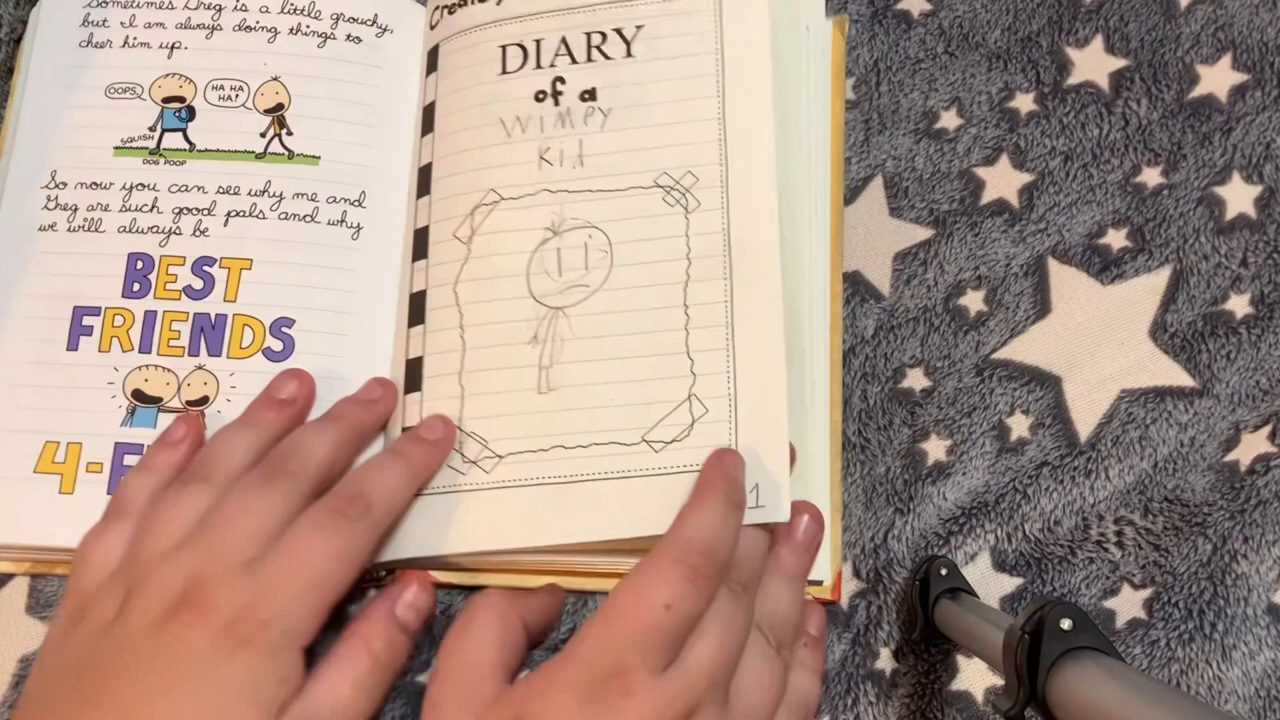 Sometimes Greg is a little grouchy,
but I am always doing things to
cheer him up.
OOPS.
HA HA
HA!
SQUISH
DOG POOP
So now you can see why me and
Greg are such good pals and why
we will always be
BEST
FRIENDS
4-
DIARY
of a
WIMPY
Kid
1